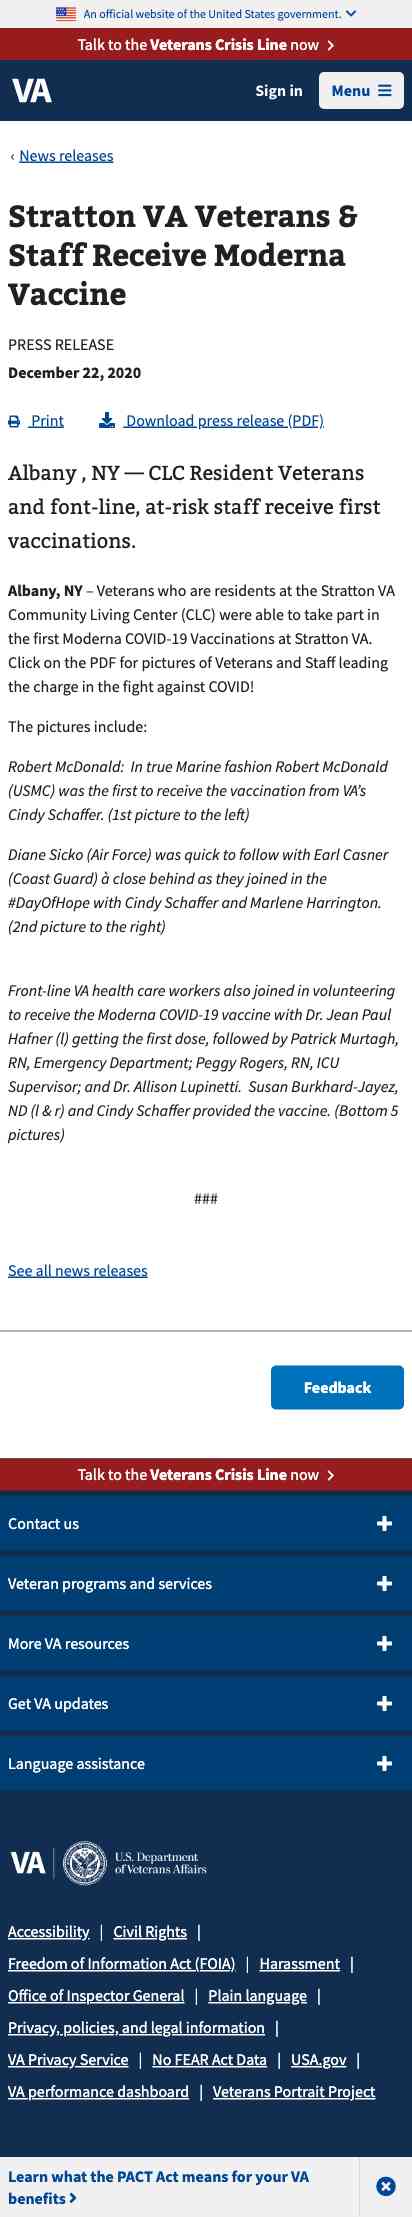 An official website of the United States government.
Talk to the Veterans Crisis Line now
VA
Sign in
Menu
‹ News releases
Stratton VA Veterans &
Staff Receive Moderna
Vaccine
PRESS RELEASE
December 22, 2020
Print
Download press release (PDF)
Albany , NY — CLC Resident Veterans
and font-line, at-risk staff receive first
vaccinations.
Albany, NY – Veterans who are residents at the Stratton VA
Community Living Center (CLC) were able to take part in
the first Moderna COVID-19 Vaccinations at Stratton VA.
Click on the PDF for pictures of Veterans and Staff leading
the charge in the fight against COVID!
The pictures include:
Robert McDonald:  In true Marine fashion Robert McDonald
(USMC) was the first to receive the vaccination from VA's
Cindy Schaffer. (1st picture to the left)
Diane Sicko (Air Force) was quick to follow with Earl Casner
(Coast Guard) à close behind as they joined in the
#DayOfHope with Cindy Schaffer and Marlene Harrington.
(2nd picture to the right)
Front-line VA health care workers also joined in volunteering
to receive the Moderna COVID-19 vaccine with Dr. Jean Paul
Hafner (l) getting the first dose, followed by Patrick Murtagh,
RN, Emergency Department; Peggy Rogers, RN, ICU
Supervisor; and Dr. Allison Lupinetti.  Susan Burkhard-Jayez,
ND (l & r) and Cindy Schaffer provided the vaccine. (Bottom 5
pictures)
###
See all news releases
Feedback
Talk to the Veterans Crisis Line now
Contact us
Veteran programs and services
More VA resources
Get VA updates
Language assistance
VA | U.S. Department
of Veterans Affairs
Accessibility | Civil Rights |
Freedom of Information Act (FOIA) | Harassment |
Office of Inspector General | Plain language |
Privacy, policies, and legal information |
VA Privacy Service | No FEAR Act Data | USA.gov |
VA performance dashboard | Veterans Portrait Project
Learn what the PACT Act means for your VA
benefits